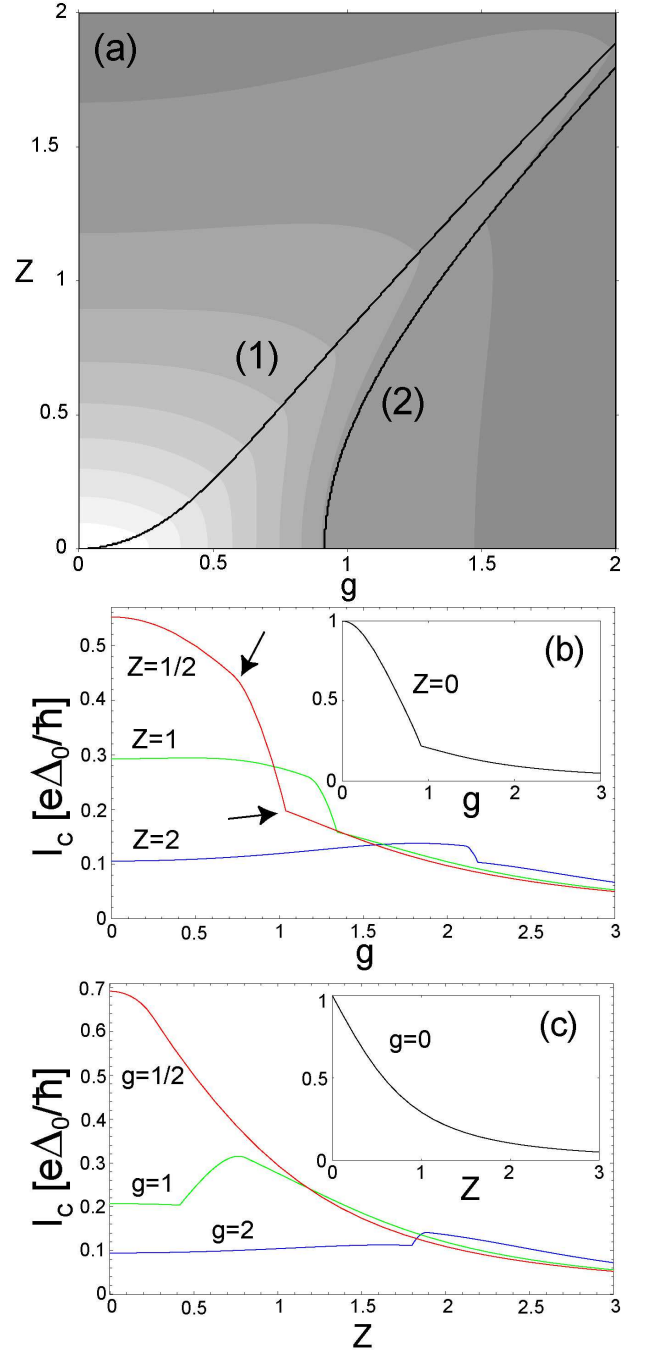 2
(a)
1.5
Z
1
(1)
(2)
0.5
0
0 0.5 1 1.5 2
g
0.5
0.4
0.3
0.2
0.1
0
I_c [eΔ_0/ħ]
Z=1/2
Z=1
Z=2
1
0.5
0
Z=0
(b)
0 1 2 3
g
0 0.5 1 1.5 2 2.5 3
g
0.7
0.6
0.5
0.4
0.3
0.2
0.1
0
I_c [eΔ_0/ħ]
g=1/2
g=1
g=2
1
0.5
0
g=0
(c)
0 1 2 3
Z
0 0.5 1 1.5 2 2.5 3
Z